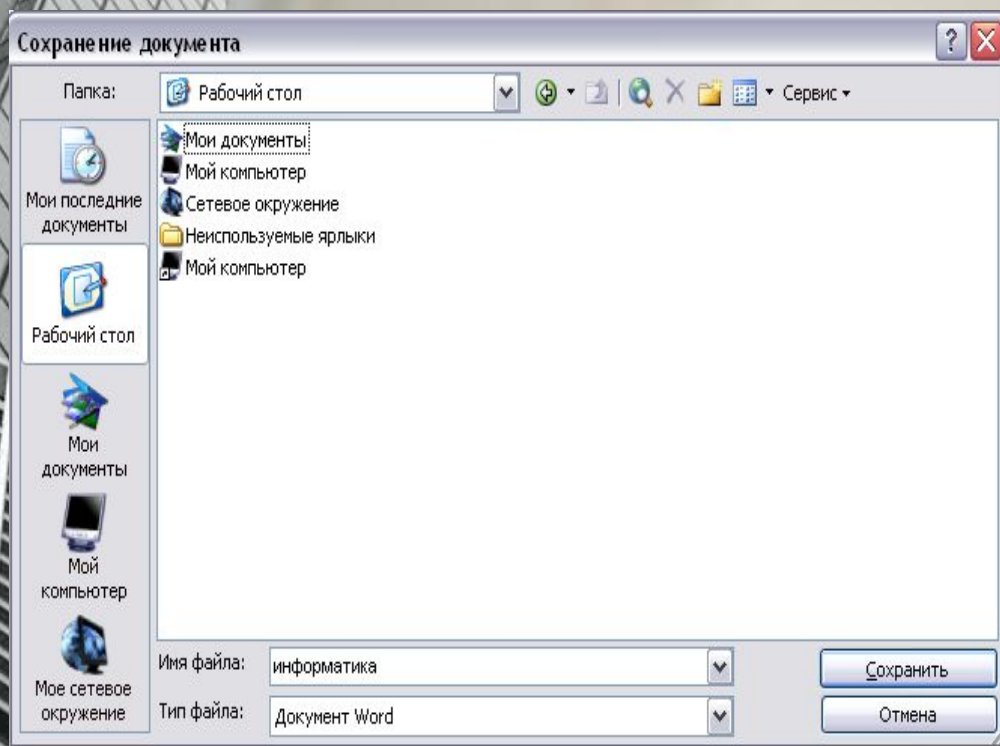 Сохранение документа
Папка:
Рабочий стол
Сервис
Мои последние
документы
Рабочий стол
Мои
документы
Мой
компьютер
Мое сетевое
окружение
Мои документы
Мой компьютер
Сетевое окружение
Неиспользуемые ярлыки
Мой компьютер
Имя файла:
информатика
Сохранить
Тип файла:
Документ Word
Отмена